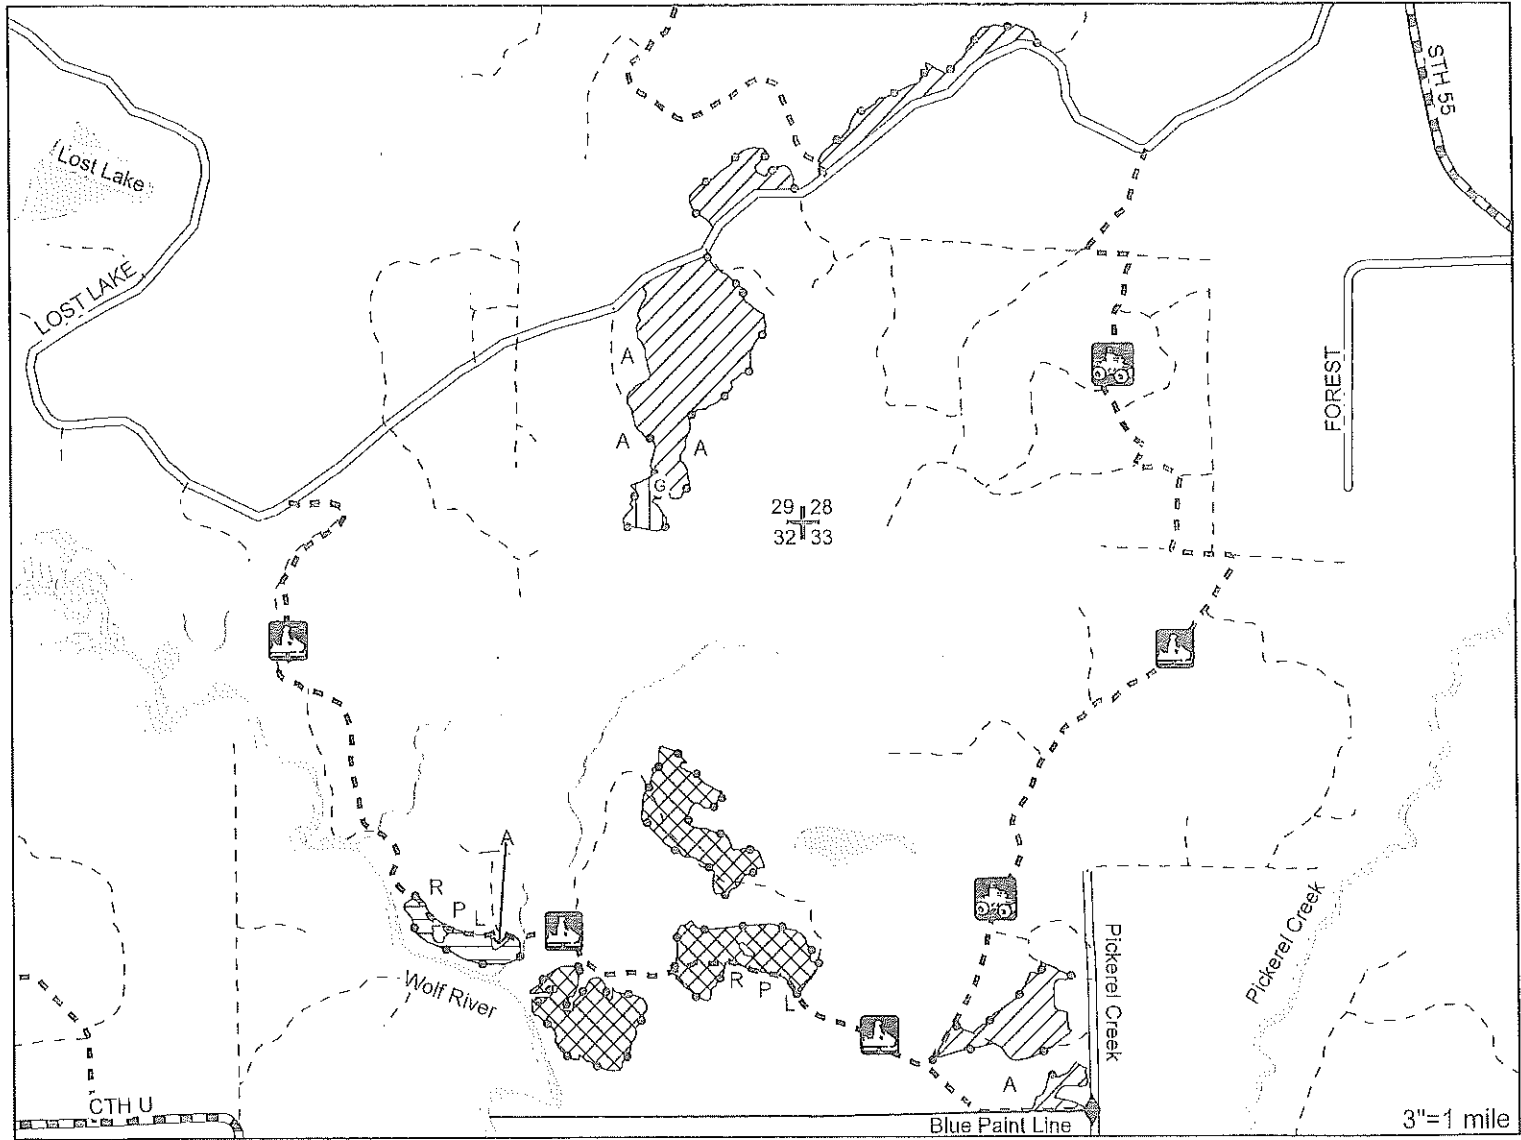 STH 55
Lost Lake
LOST LAKE
A
FOREST
A
A
G
29 28
32 33
A
R
P
L
Pickerel Creek
Pickerel Creek
Wolf River
R
P
L
A
CTH U
Blue Paint Line
3"=1 mile